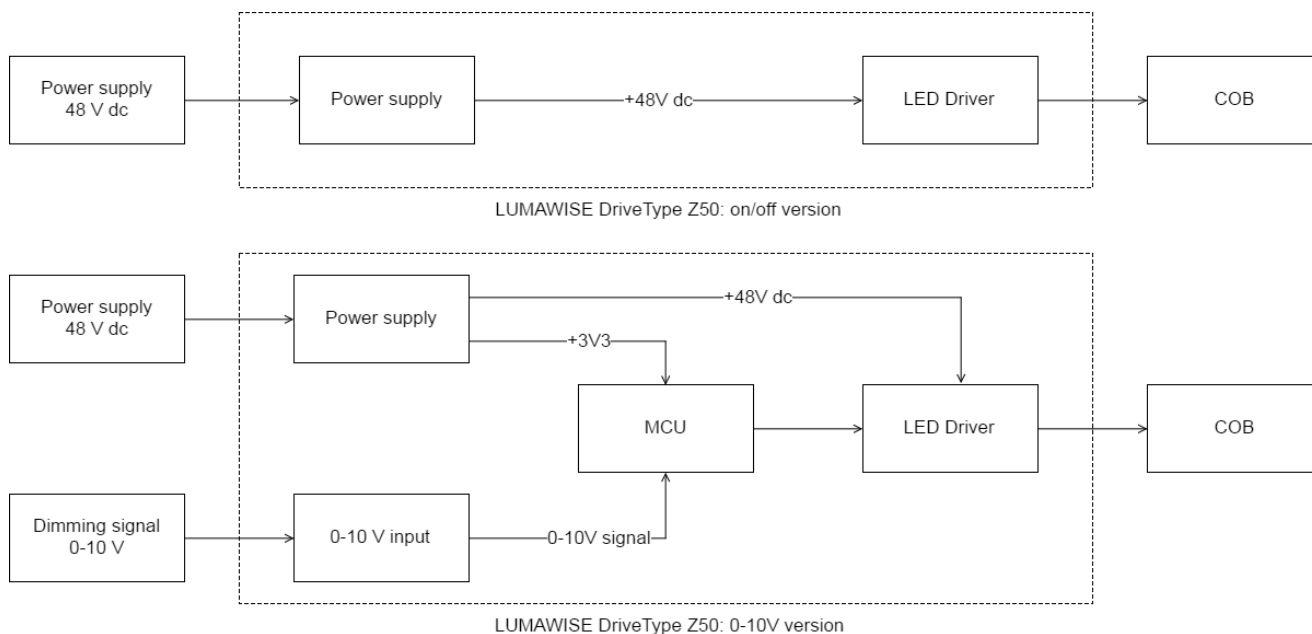 Power supply
48 V dc
Power supply
+48V dc
LED Driver
COB
LUMAWISE DriveType Z50: on/off version
Power supply
48 V dc
Power supply
+48V dc
+3V3
MCU
LED Driver
COB
Dimming signal
0-10 V
0-10 V input
0-10V signal
LUMAWISE DriveType Z50: 0-10V version